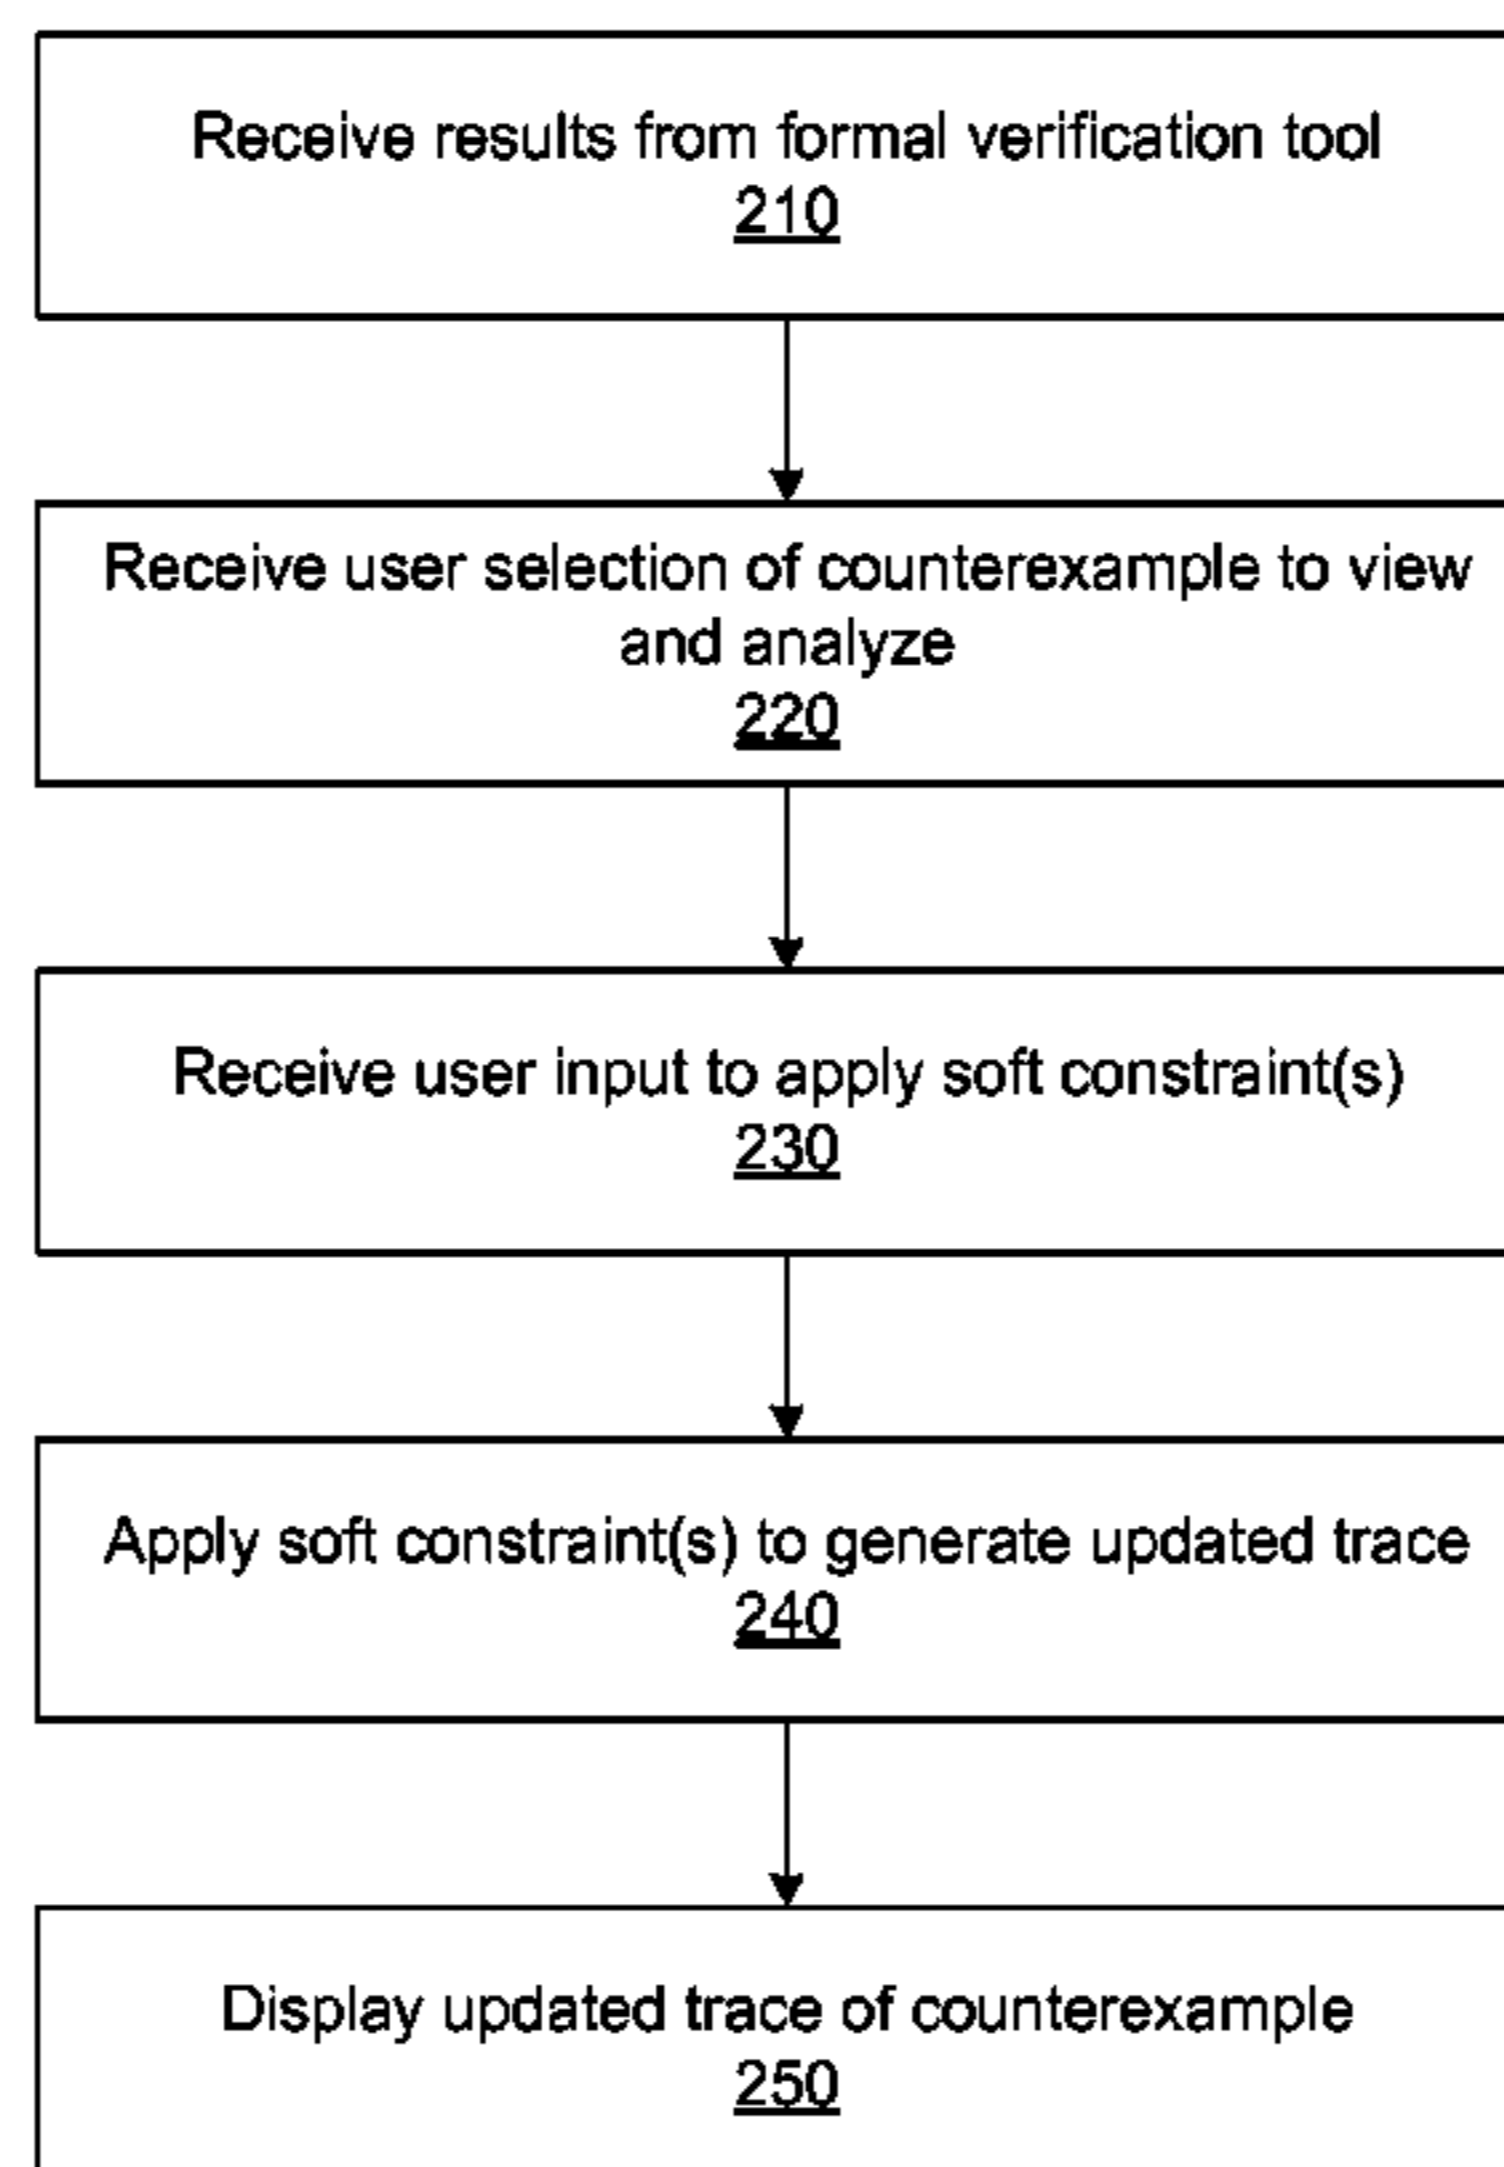 Receive results from formal verification tool
210
Receive user selection of counterexample to view
and analyze
220
Receive user input to apply soft constraint(s)
230
Apply soft constraint(s) to generate updated trace
240
Display updated trace of counterexample
250